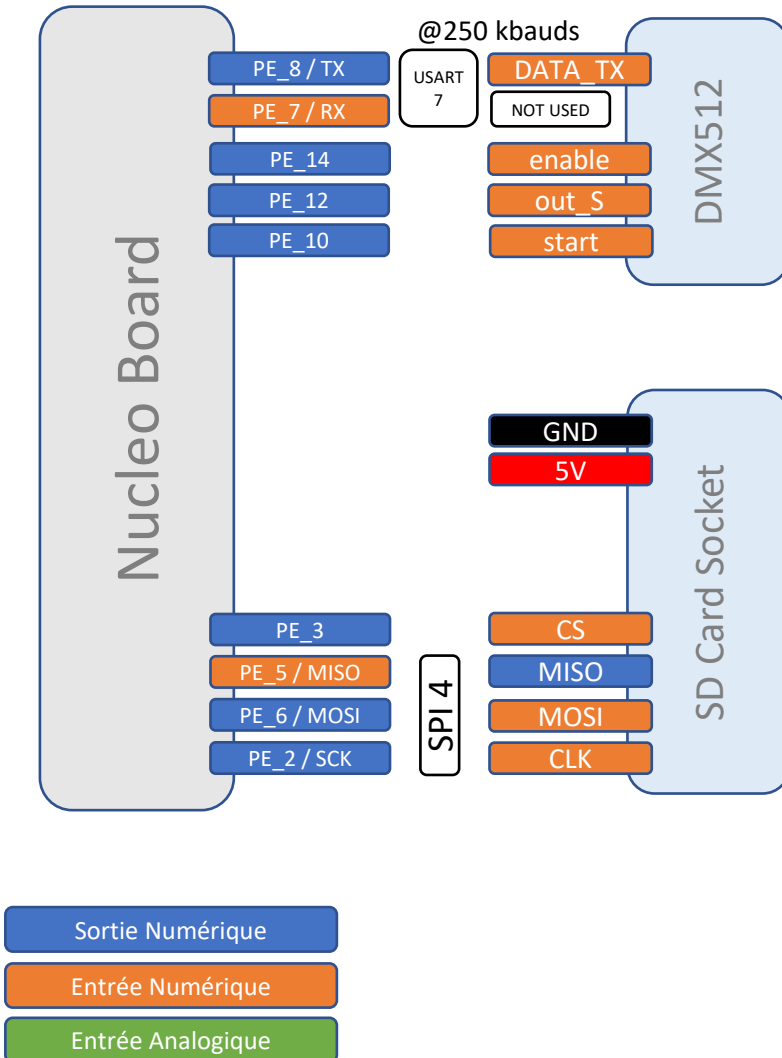 @250 kbauds
PE_8 / TX
USART
7
DATA_TX
PE_7 / RX
NOT USED
PE_14
enable
PE_12
out_S
PE_10
start
DMX512
Nucleo Board
GND
5V
SD Card Socket
PE_3
CS
PE_5 / MISO
MISO
SPI 4
PE_6 / MOSI
MOSI
PE_2 / SCK
CLK
Sortie Numérique
Entrée Numérique
Entrée Analogique